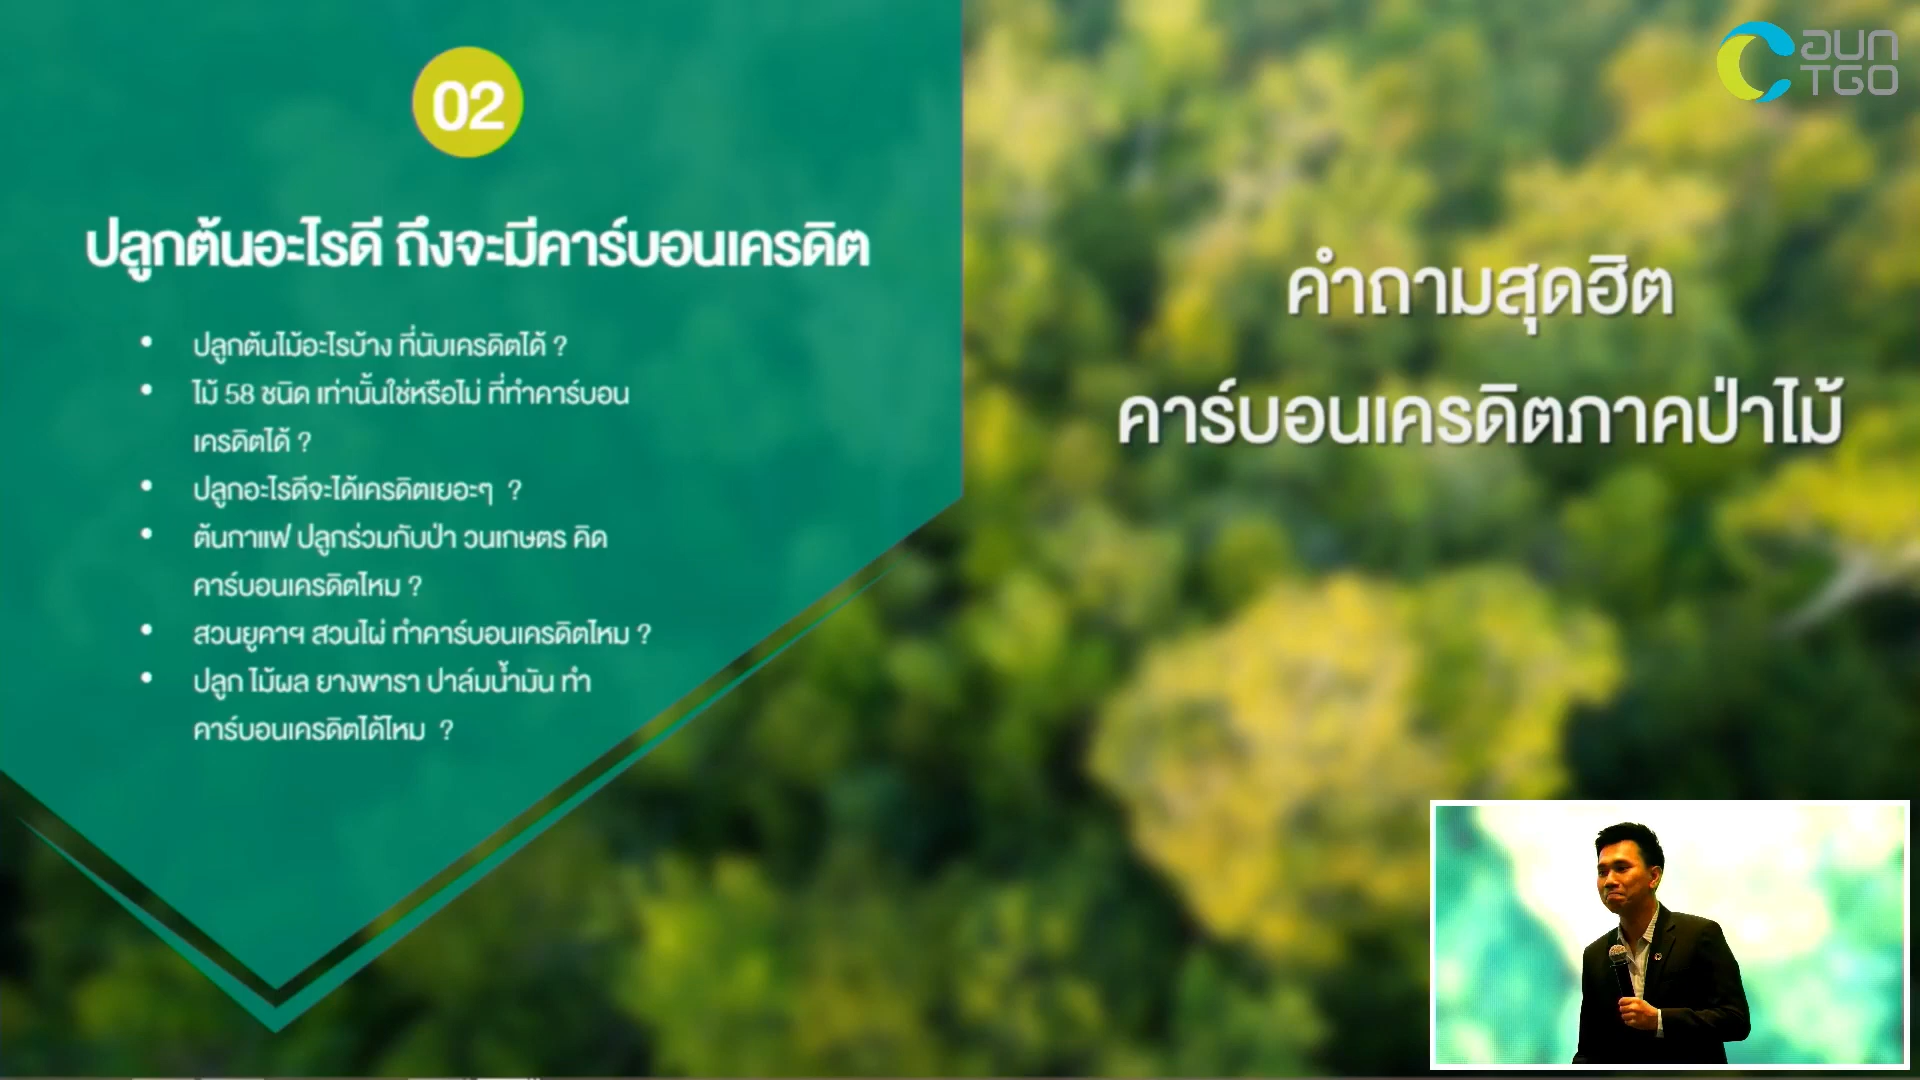 02
ปลูกต้นอะไรดี ถึงจะมีคาร์บอนเครดิต
• ปลูกต้นไม้อะไรบ้าง ที่นับเครดิตได้ ?
• ไม้ 58 ชนิด เท่านั้นใช่หรือไม่ ที่ทำคาร์บอน
เครดิตได้ ?
• ปลูกอะไรดีจะได้เครดิตเยอะๆ ?
• ต้นกาแฟ ปลูกร่วมกับป่า วนเกษตร คิด
คาร์บอนเครดิตไหม ?
• สวนยูคาฯ สวนไผ่ ทำคาร์บอนเครดิตไหม ?
• ปลูก ไม้ผล ยางพารา ปาล์มน้ำมัน ทำ
คาร์บอนเครดิตได้ไหม ?
อบก
TGO
คำถามสุดฮิต
คาร์บอนเครดิตภาคป่าไม้